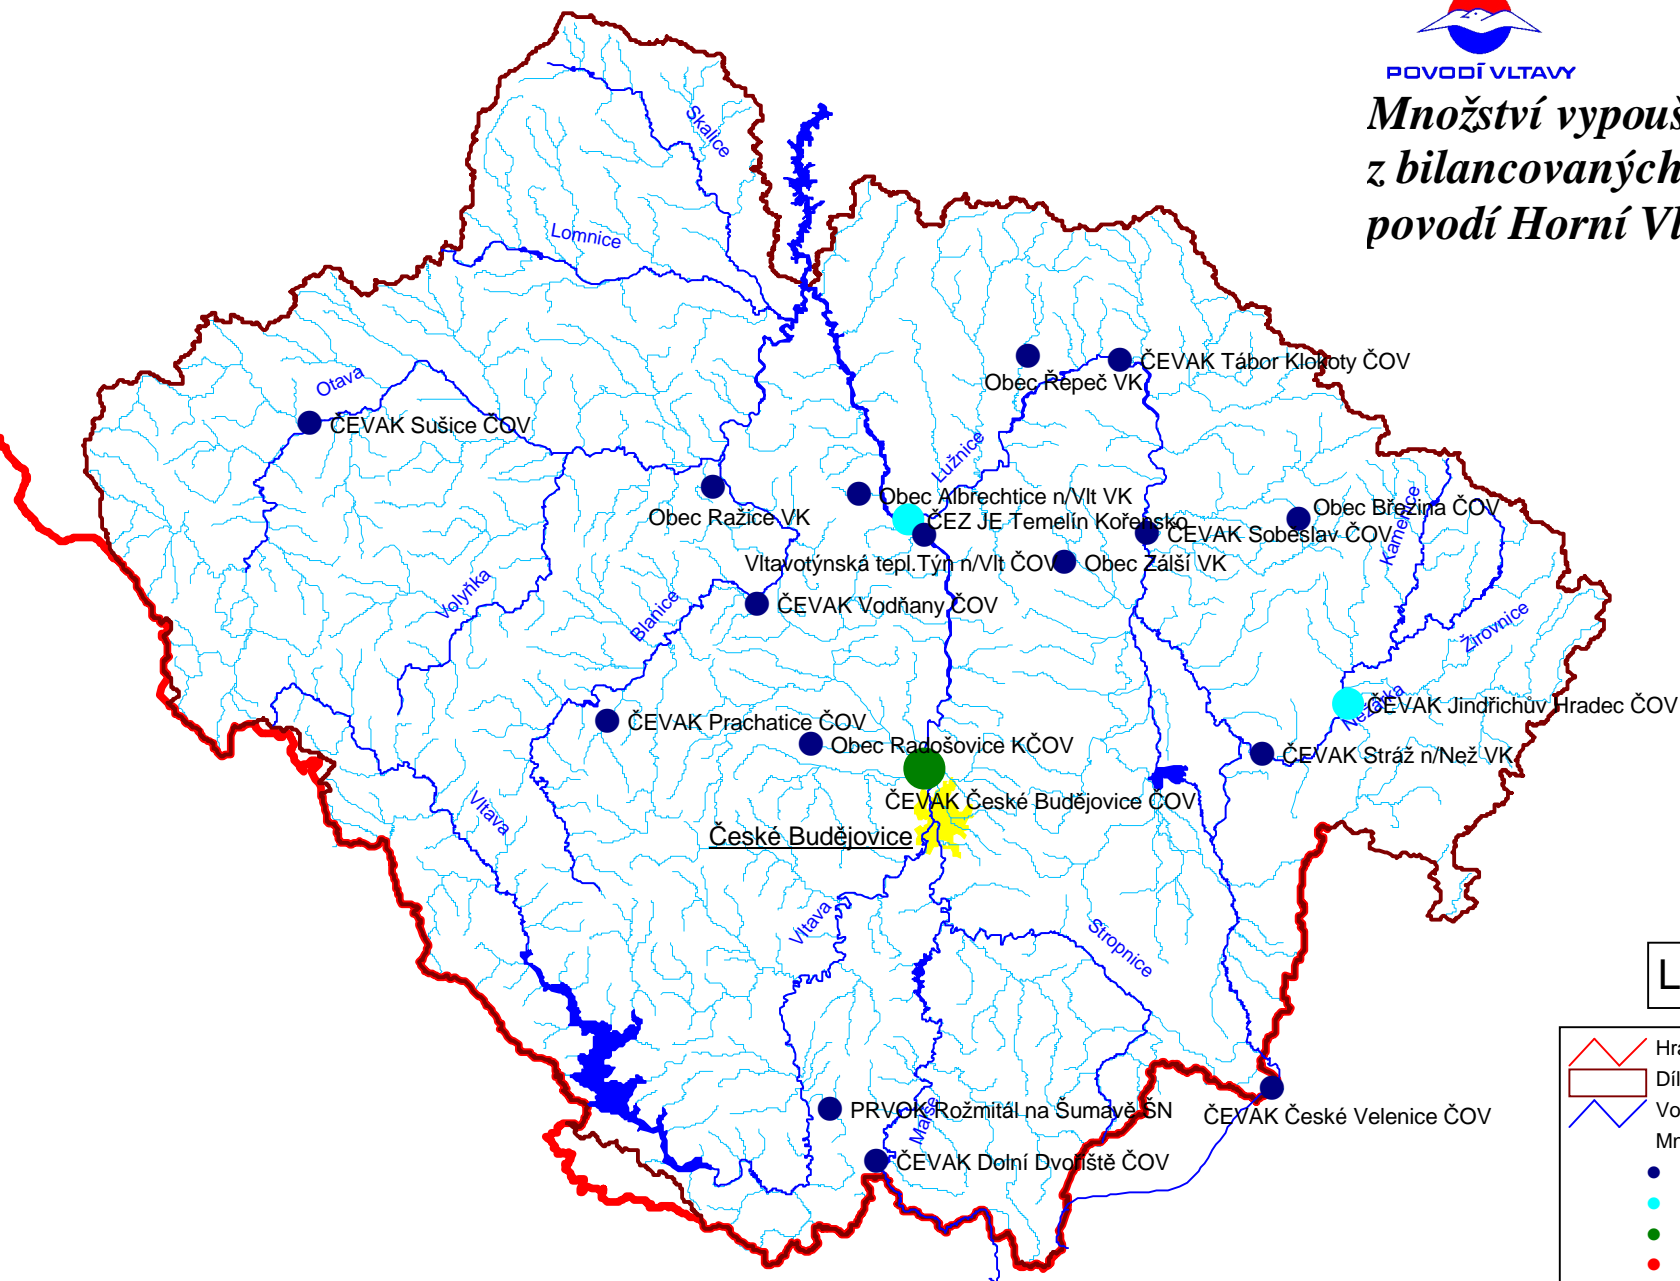 POVODÍ VLTAVY
Množství vypouš
z bilancovaných
povodí Horní Vl
Skalice
Lomnice
Otava
ČEVAK Sušice ČOV
Obec Řepeč VK
ČEVAK Tábor Klokoty ČOV
Lužnice
Obec Albrechtice n/Vlt VK
Obec Ražice VK
ČEZ JE Temelín Kořensko
Obec Březina ČOV
ČEVAK Soběslav ČOV
Kamenice
Vltavotýnská tepl.Týn n/Vlt ČOV
Obec Zálší VK
Volyňka
Blanice
ČEVAK Vodňany ČOV
Žirovnice
Nežárka
ČEVAK Jindřichův Hradec ČOV
ČEVAK Prachatice ČOV
Obec Radošovice KČOV
ČEVAK Stráž n/Než VK
Vltava
ČEVAK České Budějovice ČOV
České Budějovice
Vltava
Stropnice
L
Hra
Díl
Vo
Mn
PRVOK Rožmitál na Šumavě ŠN
Malše
ČEVAK České Velenice ČOV
ČEVAK Dolní Dvořiště ČOV